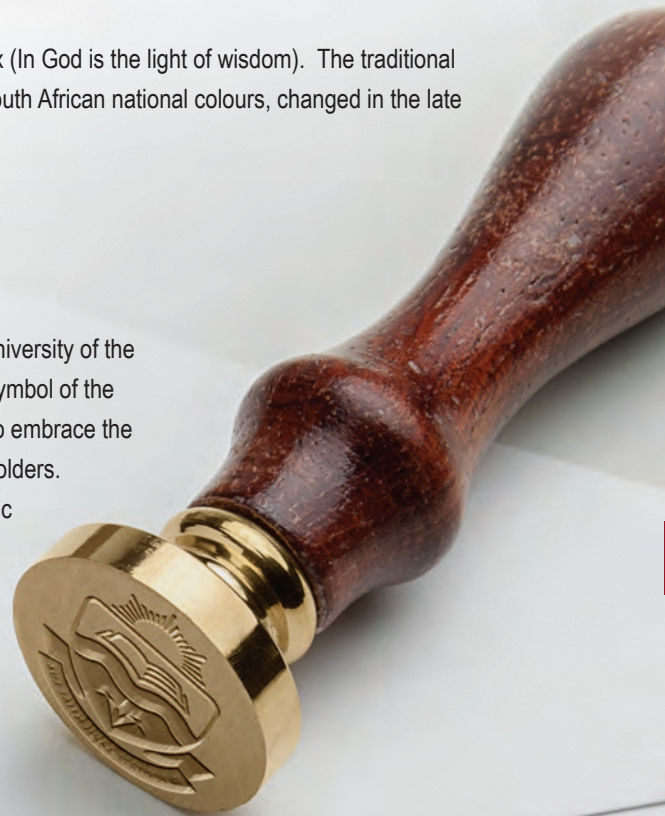 x (In God is the light of wisdom).  The traditional
outh African national colours, changed in the late
niversity of the
ymbol of the
o embrace the
olders.
c